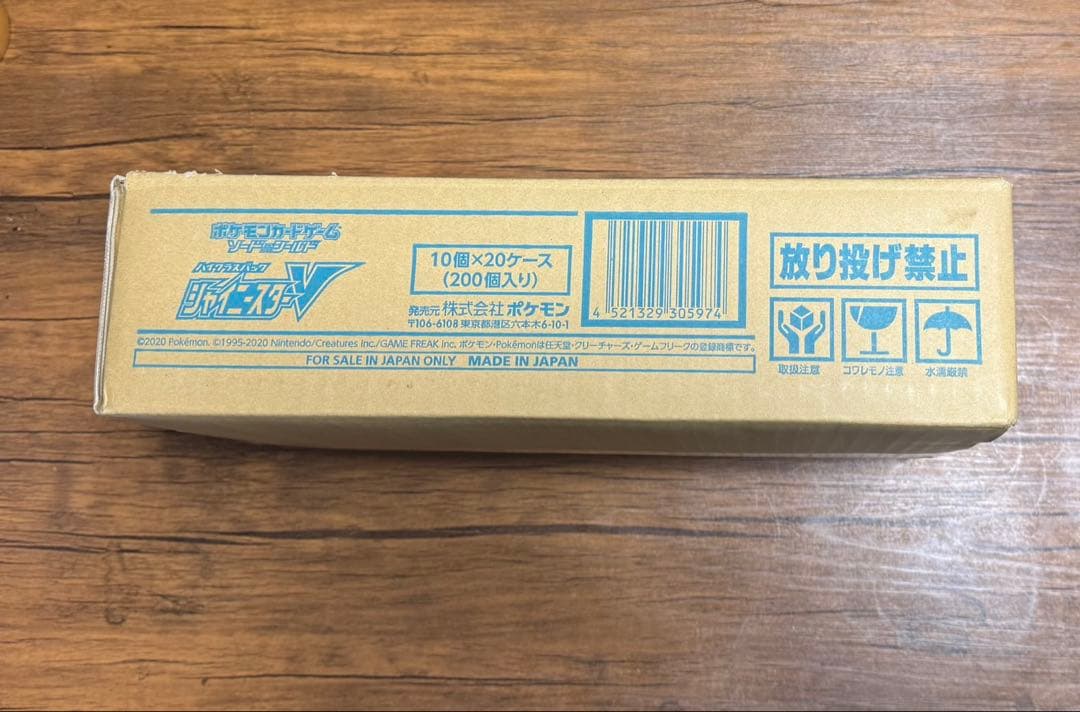 ポケモンカードゲーム
ソード&シールド
ハイクラスパック
シャイニースターV
10個×20ケース
(200個入り)
発売元 株式会社ポケモン
〒106-6108 東京都港区六本木6-10-1
4 521329 305974
放り投げ禁止
取扱注意
コワレモノ注意
水濡厳禁
©2020 Pokémon. ©1995-2020 Nintendo/Creatures Inc./GAME FREAK inc. ポケモン・Pokémonは任天堂・クリーチャーズ・ゲームフリークの登録商標です。
FOR SALE IN JAPAN ONLY MADE IN JAPAN